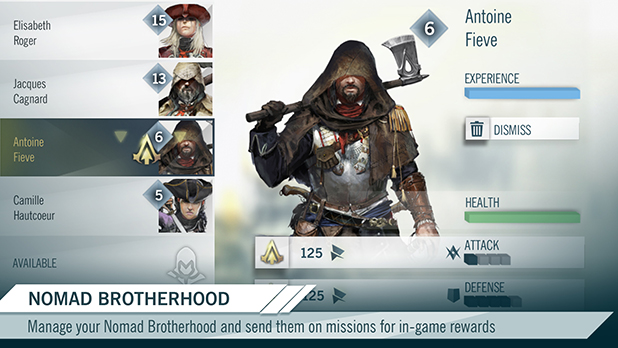 Elisabeth
Roger
15
Jacques
Cagnard
13
Antoine
Fieve
6
Camille
Hautcoeur
5
AVAILABLE
6
Antoine
Fieve
EXPERIENCE
DISMISS
HEALTH
125
ATTACK
125
DEFENSE
NOMAD BROTHERHOOD
Manage your Nomad Brotherhood and send them on missions for in-game rewards